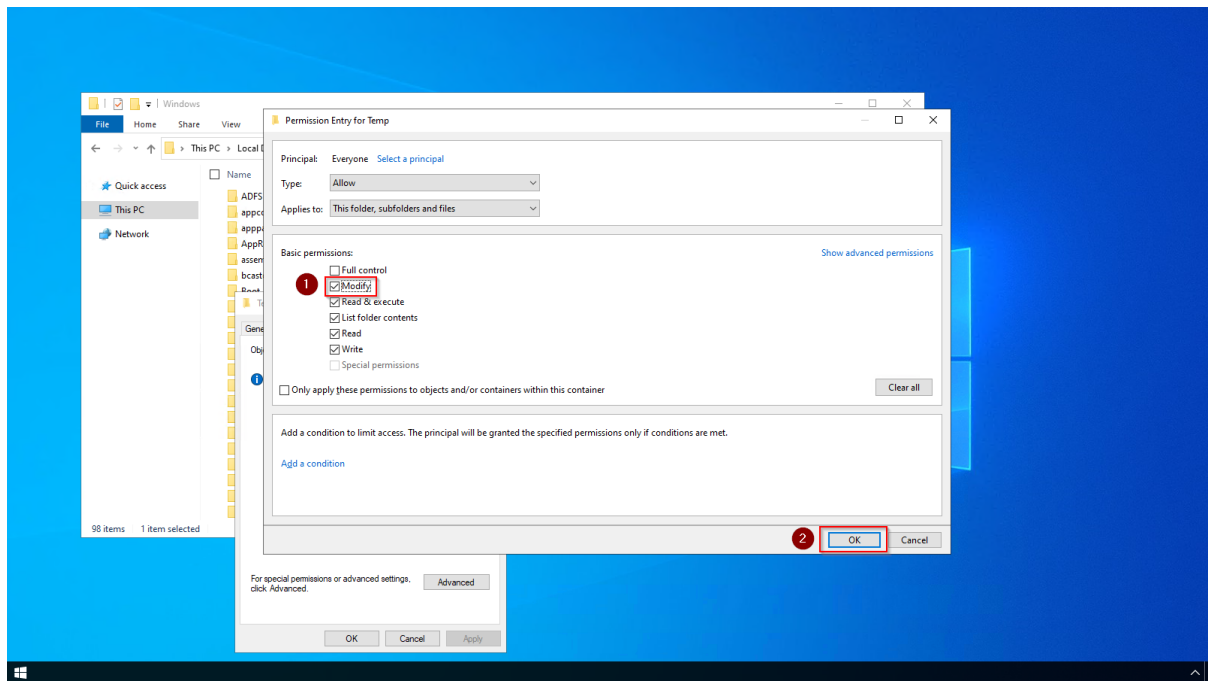 Windows
File Home Share View
This PC > Local
Name
Quick access
This PC
Network
ADFS
98 items 1 item selected
Permission Entry for Temp
Principal: Everyone Select a principal
Type: Allow
Applies to: This folder, subfolders and files
Basic permissions: Show advanced permissions
Full control
1 Modify
Read & execute
List folder contents
Read
Write
Special permissions
Only apply these permissions to objects and/or containers within this container Clear all
Add a condition to limit access. The principal will be granted the specified permissions only if conditions are met.
Add a condition
2 OK Cancel
For special permissions or advanced settings, click Advanced.
Advanced
OK Cancel Apply